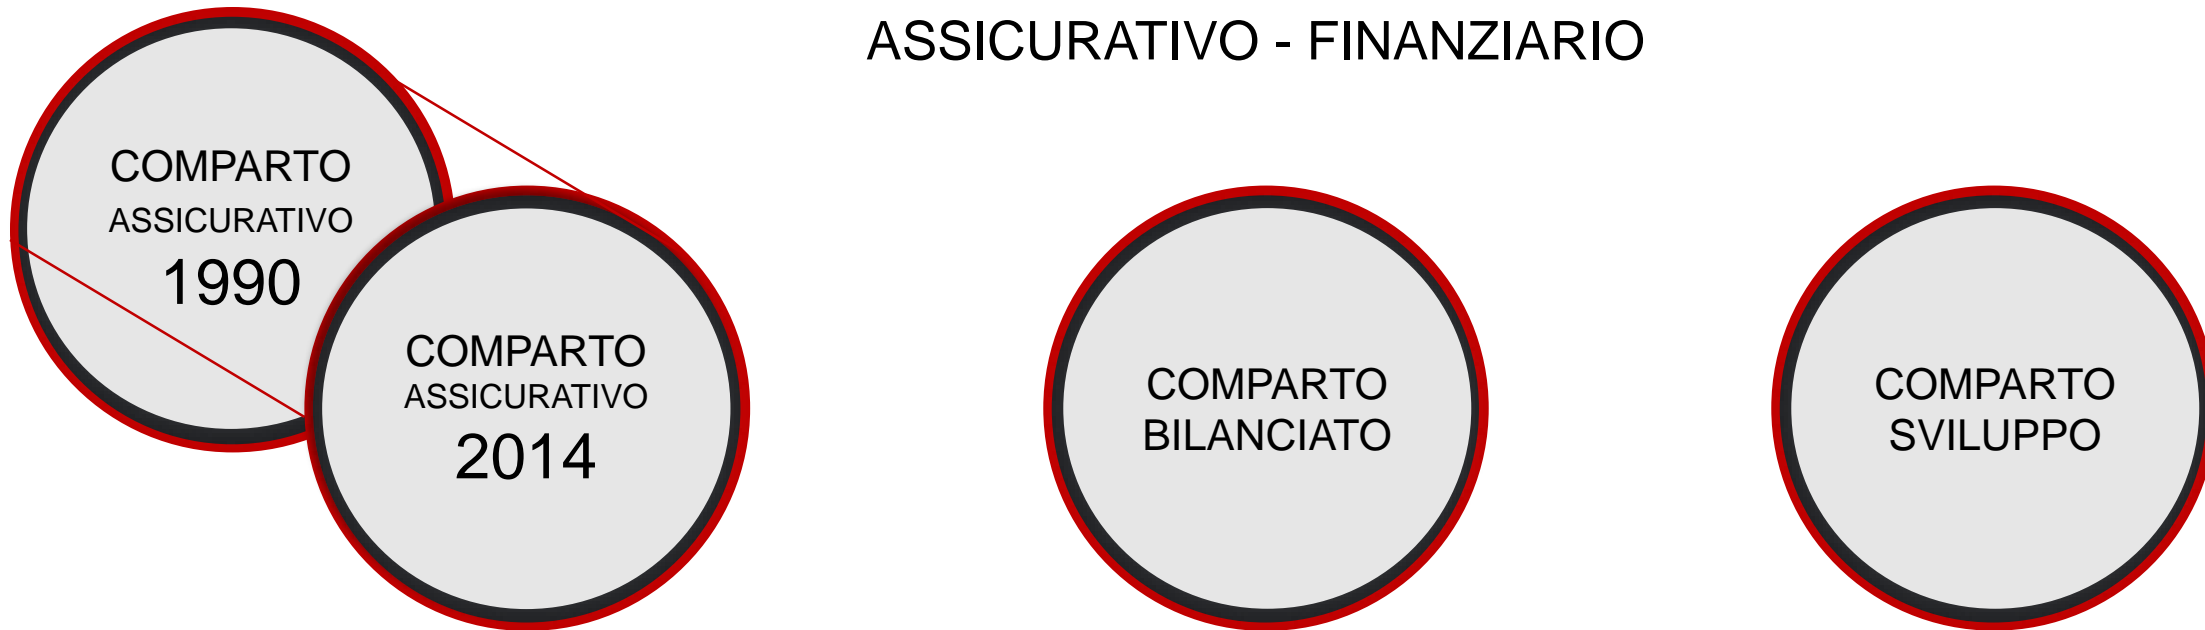 ASSICURATIVO - FINANZIARIO
COMPARTO
ASSICURATIVO
1990
COMPARTO
ASSICURATIVO
2014
COMPARTO
BILANCIATO
COMPARTO
SVILUPPO